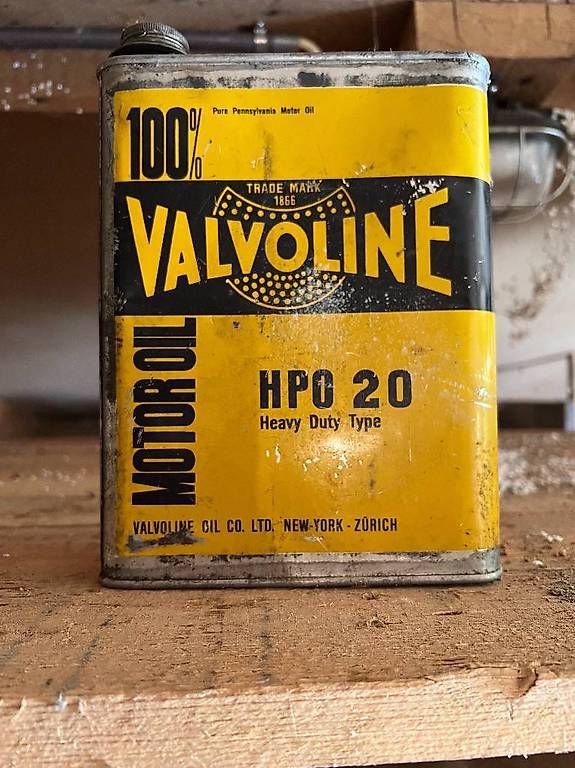 100%
Pure Pennsylvania Motor Oil
TRADE MARK
1866
VALVOLINE
MOTOR OIL
HPO 20
Heavy Duty Type
VALVOLINE OIL CO. LTD. NEW-YORK - ZÜRICH